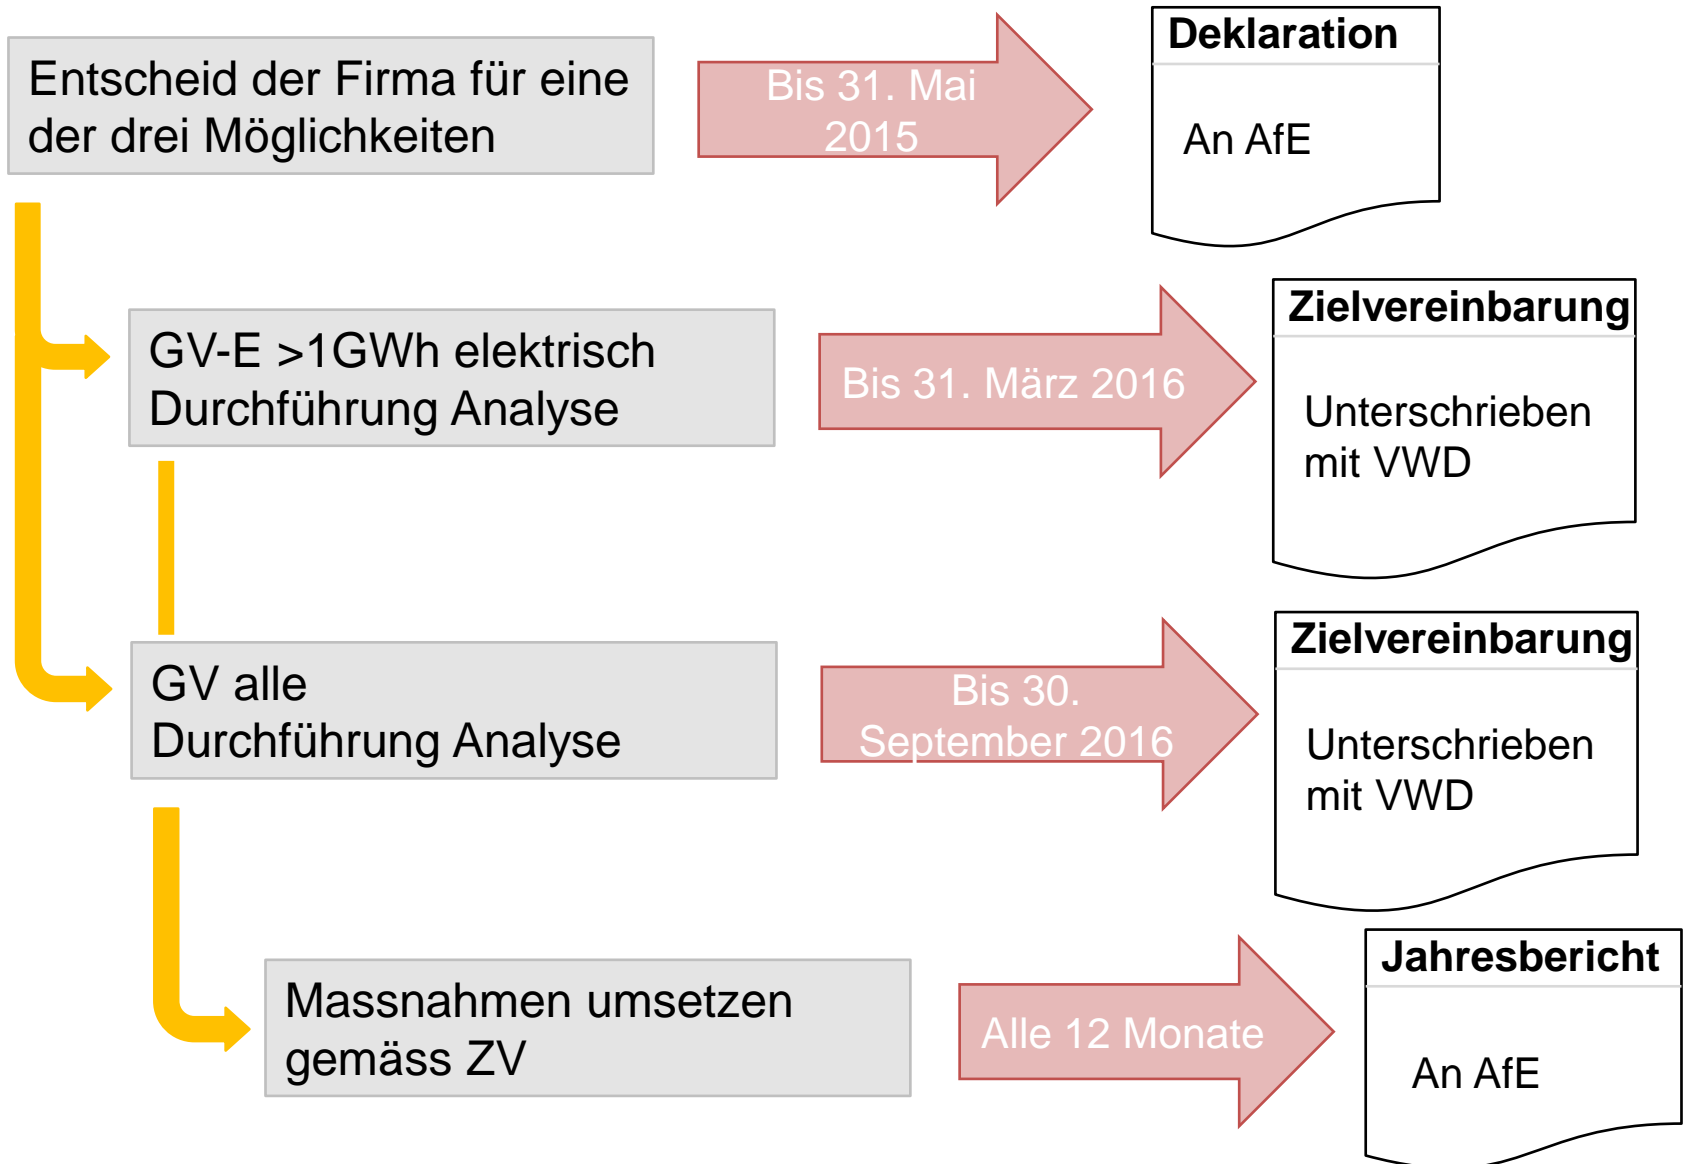 Entscheid der Firma für eine
der drei Möglichkeiten
Bis 31. Mai
2015
Deklaration
An AfE
GV-E >1GWh elektrisch
Durchführung Analyse
Bis 31. März 2016
Zielvereinbarung
Unterschrieben
mit VWD
GV alle
Durchführung Analyse
Bis 30.
September 2016
Zielvereinbarung
Unterschrieben
mit VWD
Massnahmen umsetzen
gemäss ZV
Alle 12 Monate
Jahresbericht
An AfE